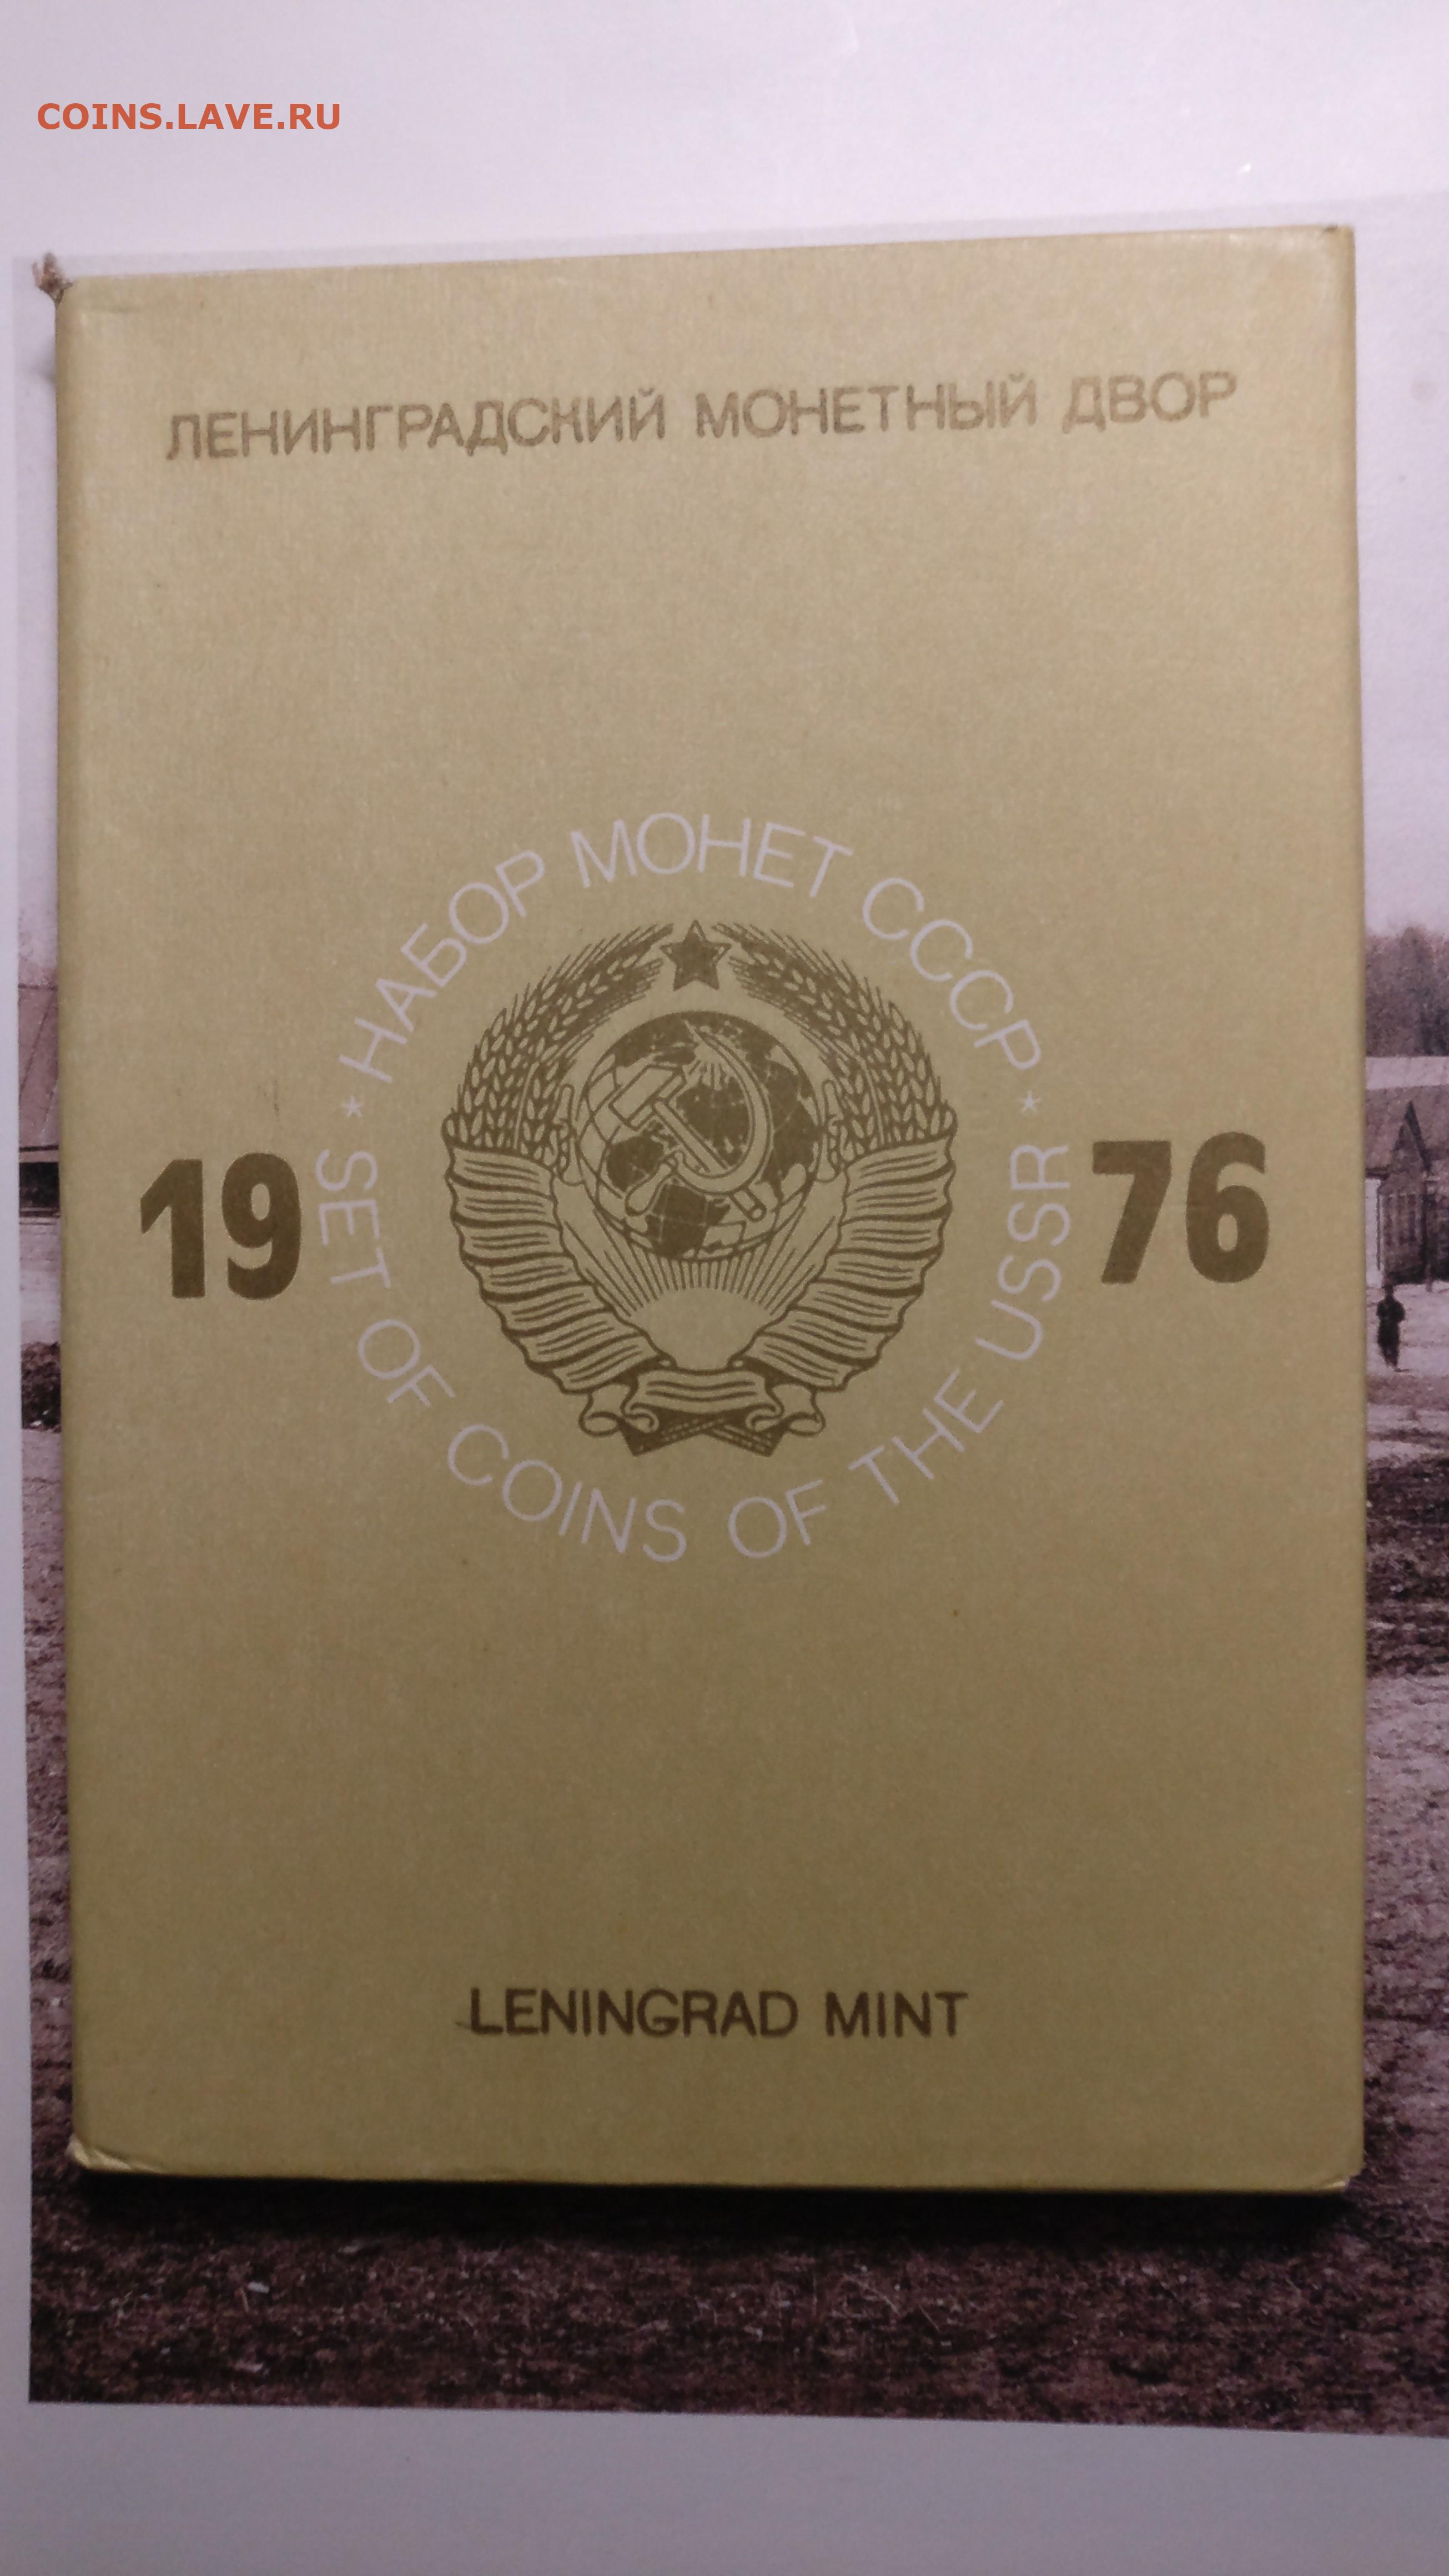 COINS.LAVE.RU
ЛЕНИНГРАДСКИЙ МОНЕТНЫЙ ДВОР
* НАБОР МОНЕТ СССР *
19
76
SET OF COINS OF THE USSR
LENINGRAD MINT